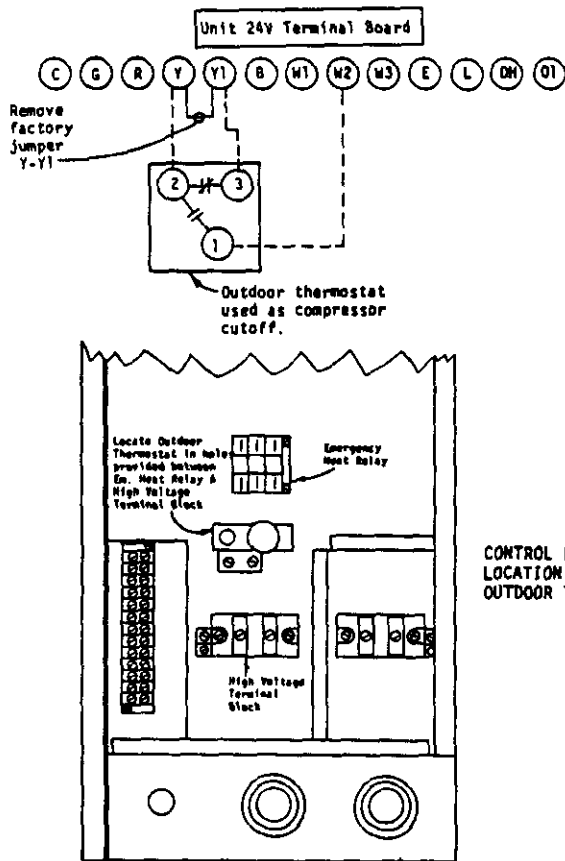 Unit 24V Terminal Board
C G R Y Y1 B W1 W2 W3 E L DH O1
Remove
factory
jumper
Y-Y1
2 3
1
Outdoor thermostat
used as compressor
cutoff.
Locate Outdoor
Thermostat in holes
provided between
Em. Heat Relay &
High Voltage
Terminal Block
Emergency
Heat Relay
CONTROL
LOCATION
OUTDOOR
High Voltage
Terminal
Block